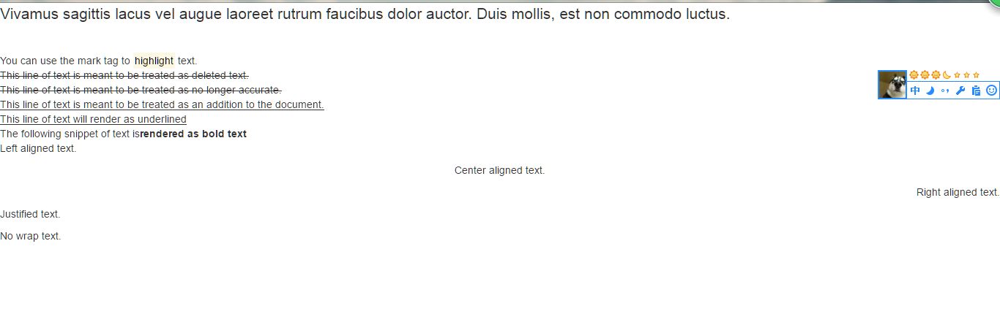 Vivamus sagittis lacus vel augue laoreet rutrum faucibus dolor auctor. Duis mollis, est non commodo luctus.
You can use the mark tag to highlight text.
This line of text is meant to be treated as deleted text.
This line of text is meant to be treated as no longer accurate.
中
This line of text is meant to be treated as an addition to the document.
This line of text will render as underlined
The following snippet of text isrendered as bold text
Left aligned text.
Center aligned text.
Right aligned text.
Justified text.
No wrap text.